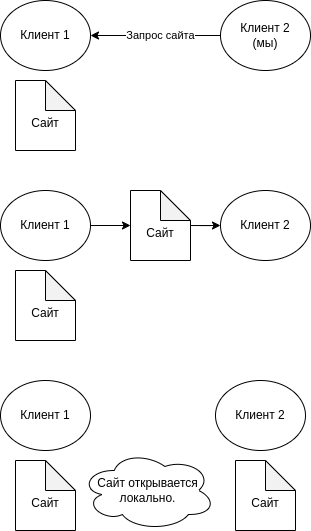 Клиент 1
Запрос сайта
Клиент 2
(мы)
Сайт
Клиент 1
Сайт
Клиент 2
Сайт
Клиент 1
Клиент 2
Сайт
Сайт открывается
локально.
Сайт